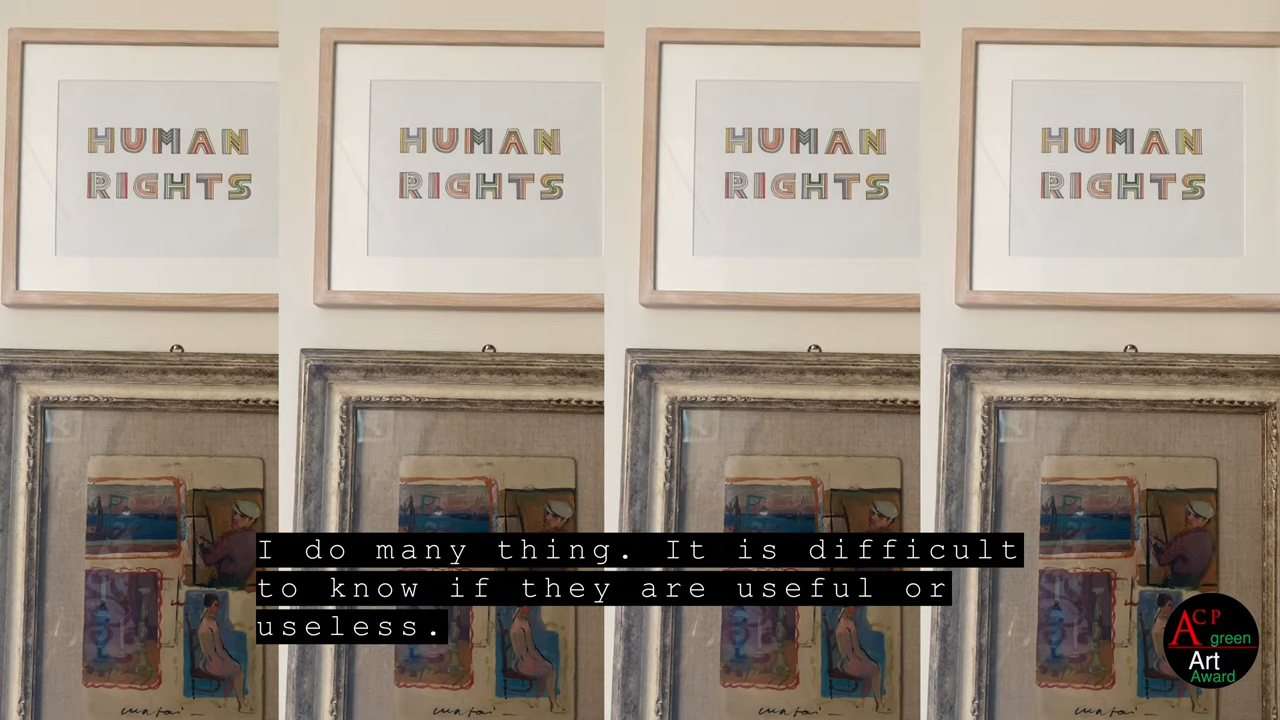 HUMAN HUMAN HUMAN HUMAN
RIGHTS RIGHTS RIGHTS RIGHTS
I do many thing. It is difficult
to know if they are useful or
useless.
ACP
green
Art
Award